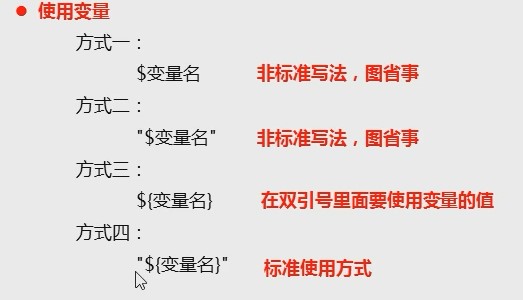 ● 使用变量
方式一：
$变量名 非标准写法，图省事
方式二：
"$变量名" 非标准写法，图省事
方式三：
${变量名} 在双引号里面要使用变量的值
方式四：
"${变量名}" 标准使用方式